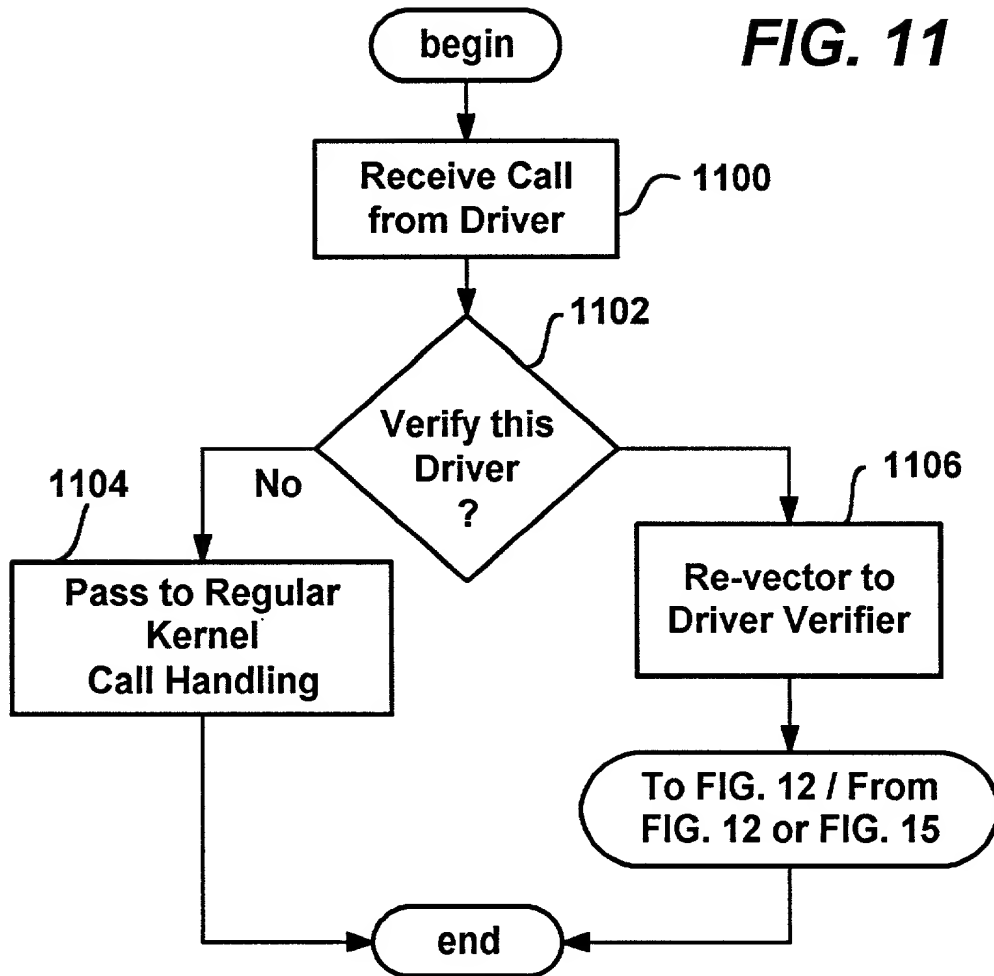 FIG. 11
begin
Receive Call
from Driver
1100
1102
Verify this
Driver
?
No
1104
Pass to Regular
Kernel
Call Handling
1106
Re-vector to
Driver Verifier
To FIG. 12 / From
FIG. 12 or FIG. 15
end